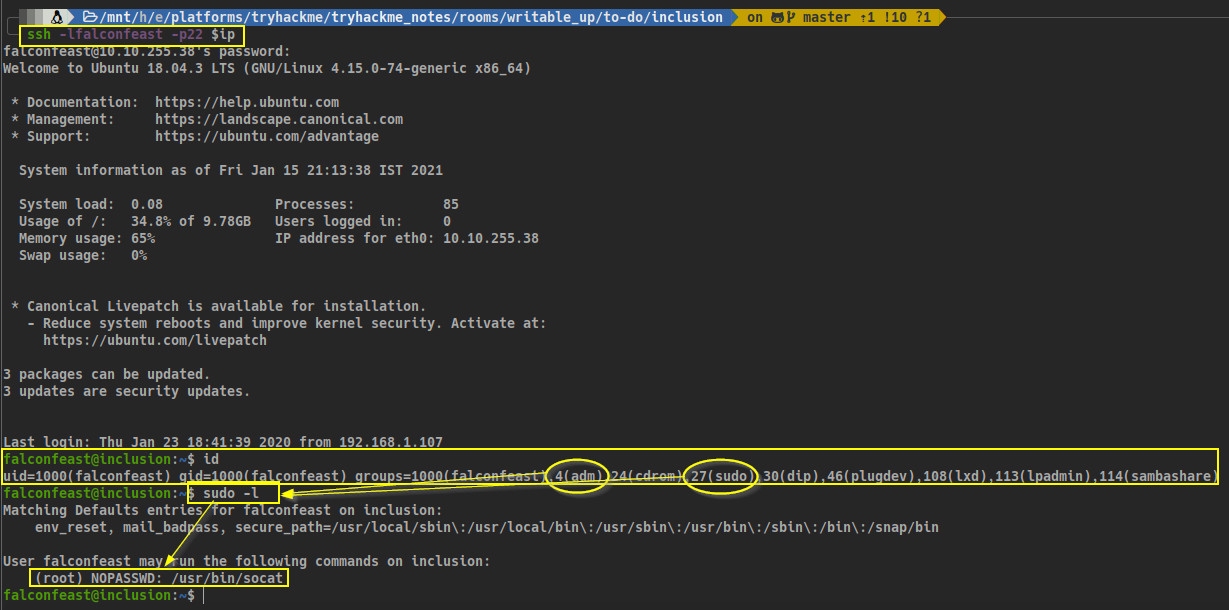 /mnt/h/e/platforms/tryhackme/tryhackme_notes/rooms/writable_up/to-do/inclusion on master ⇡1 !10 ?1
ssh -lfalconfeast -p22 $ip
falconfeast@10.10.255.38's password:
Welcome to Ubuntu 18.04.3 LTS (GNU/Linux 4.15.0-74-generic x86_64)
* Documentation: https://help.ubuntu.com
* Management: https://landscape.canonical.com
* Support: https://ubuntu.com/advantage
System information as of Fri Jan 15 21:13:38 IST 2021
System load: 0.08 Processes: 85
Usage of /: 34.8% of 9.78GB Users logged in: 0
Memory usage: 65% IP address for eth0: 10.10.255.38
Swap usage: 0%
* Canonical Livepatch is available for installation.
- Reduce system reboots and improve kernel security. Activate at:
https://ubuntu.com/livepatch
3 packages can be updated.
3 updates are security updates.
Last login: Thu Jan 23 18:41:39 2020 from 192.168.1.107
falconfeast@inclusion:~$ id
uid=1000(falconfeast) gid=1000(falconfeast) groups=1000(falconfeast),4(adm),24(cdrom),27(sudo),30(dip),46(plugdev),108(lxd),113(lpadmin),114(sambashare)
falconfeast@inclusion:~$ sudo -l
Matching Defaults entries for falconfeast on inclusion:
env_reset, mail_badpass, secure_path=/usr/local/sbin\:/usr/local/bin\:/usr/sbin\:/usr/bin\:/sbin\:/bin\:/snap/bin
User falconfeast may run the following commands on inclusion:
(root) NOPASSWD: /usr/bin/socat
falconfeast@inclusion:~$